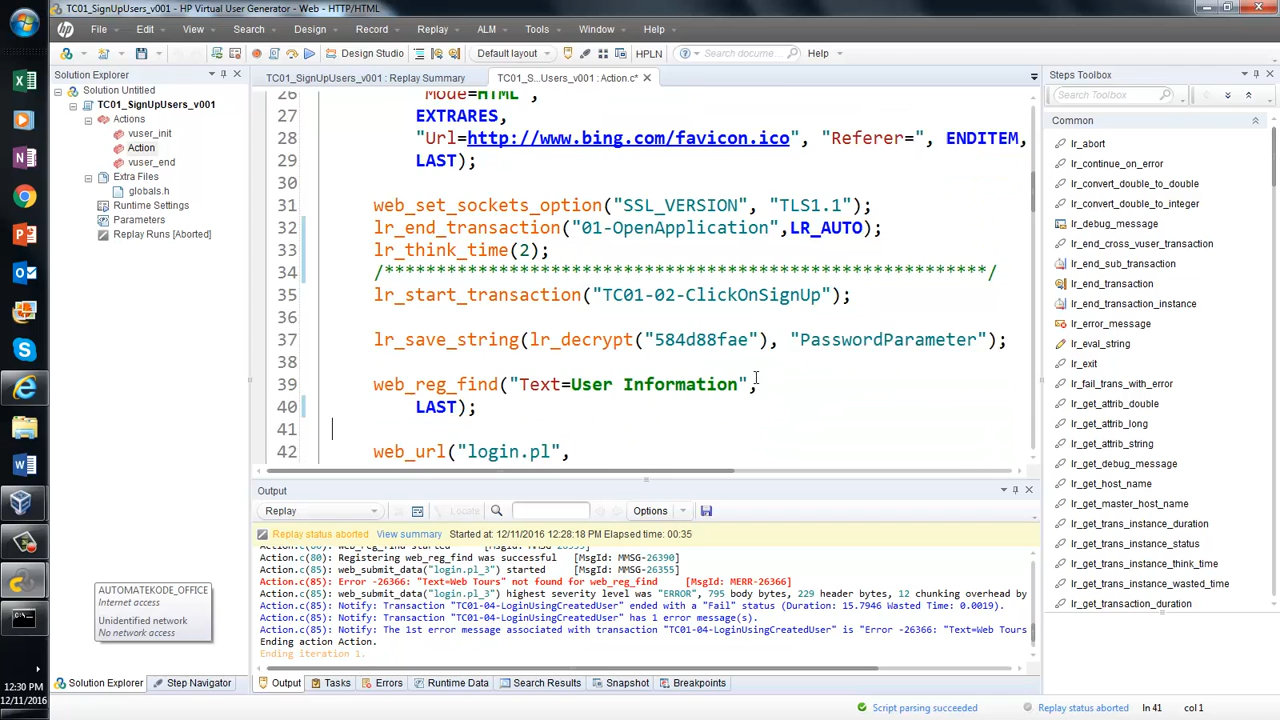 TC01_SignUpUsers_v001 - HP Virtual User Generator - Web - HTTP/HTML
File Edit View Search Design Record Replay ALM Tools Window Help
Design Studio Default layout HPLN Search docume... Help
Solution Explorer
Solution Untitled
TC01_SignUpUsers_v001
Actions
vuser_init
Action
vuser_end
Extra Files
globals.h
Runtime Settings
Parameters
Replay Runs [Aborted]
TC01_SignUpUsers_v001 : Replay Summary TC01_S...Users_v001 : Action.c*
26 "Mode=HTML",
27 EXTRARES,
28 "Url=http://www.bing.com/favicon.ico", "Referer=", ENDITEM,
29 LAST);
30
31 web_set_sockets_option("SSL_VERSION", "TLS1.1");
32 lr_end_transaction("01-OpenApplication",LR_AUTO);
33 lr_think_time(2);
34 /**********************************************************/
35 lr_start_transaction("TC01-02-ClickOnSignUp");
36
37 lr_save_string(lr_decrypt("584d88fae"), "PasswordParameter");
38
39 web_reg_find("Text=User Information",
40 LAST);
41
42 web_url("login.pl",
Steps Toolbox
Search Toolbox
Common
lr_abort
lr_continue_on_error
lr_convert_double_to_double
lr_convert_double_to_integer
lr_debug_message
lr_end_cross_vuser_transaction
lr_end_sub_transaction
lr_end_transaction
lr_end_transaction_instance
lr_error_message
lr_eval_string
lr_exit
lr_fail_trans_with_error
lr_get_attrib_double
lr_get_attrib_long
lr_get_attrib_string
lr_get_debug_message
lr_get_host_name
lr_get_master_host_name
lr_get_trans_instance_duration
lr_get_trans_instance_status
lr_get_trans_instance_think_time
lr_get_trans_instance_wasted_time
lr_get_transaction_duration
Output
Replay Locate Options
Replay status aborted View summary Started at: 12/11/2016 12:28:18 PM Elapsed time: 00:35
Action.c(80): Registering web_reg_find was successful [MsgId: MMSG-26390]
Action.c(85): web_submit_data("login.pl_3") started [MsgId: MMSG-26355]
Action.c(85): Error -26366: "Text=Web Tours" not found for web_reg_find [MsgId: MERR-26366]
Action.c(85): web_submit_data("login.pl_3") highest severity level was "ERROR", 795 body bytes, 229 header bytes, 12 chunking overhead by
Action.c(85): Notify: Transaction "TC01-04-LoginUsingCreatedUser" ended with a "Fail" status (Duration: 15.7946 Wasted Time: 0.0019).
Action.c(85): Notify: Transaction "TC01-04-LoginUsingCreatedUser" has 1 error message(s).
Action.c(85): Notify: The 1st error message associated with transaction "TC01-04-LoginUsingCreatedUser" is "Error -26366: "Text=Web Tours
Ending action Action.
Ending iteration 1.
AUTOMATEKODE_OFFICE
Internet access
Unidentified network
No network access
Solution Explorer Step Navigator
Output Tasks Errors Runtime Data Search Results Snapshot Breakpoints
12:30 PM
12/11/2016
Script parsing succeeded Replay status aborted ln 41 col 1